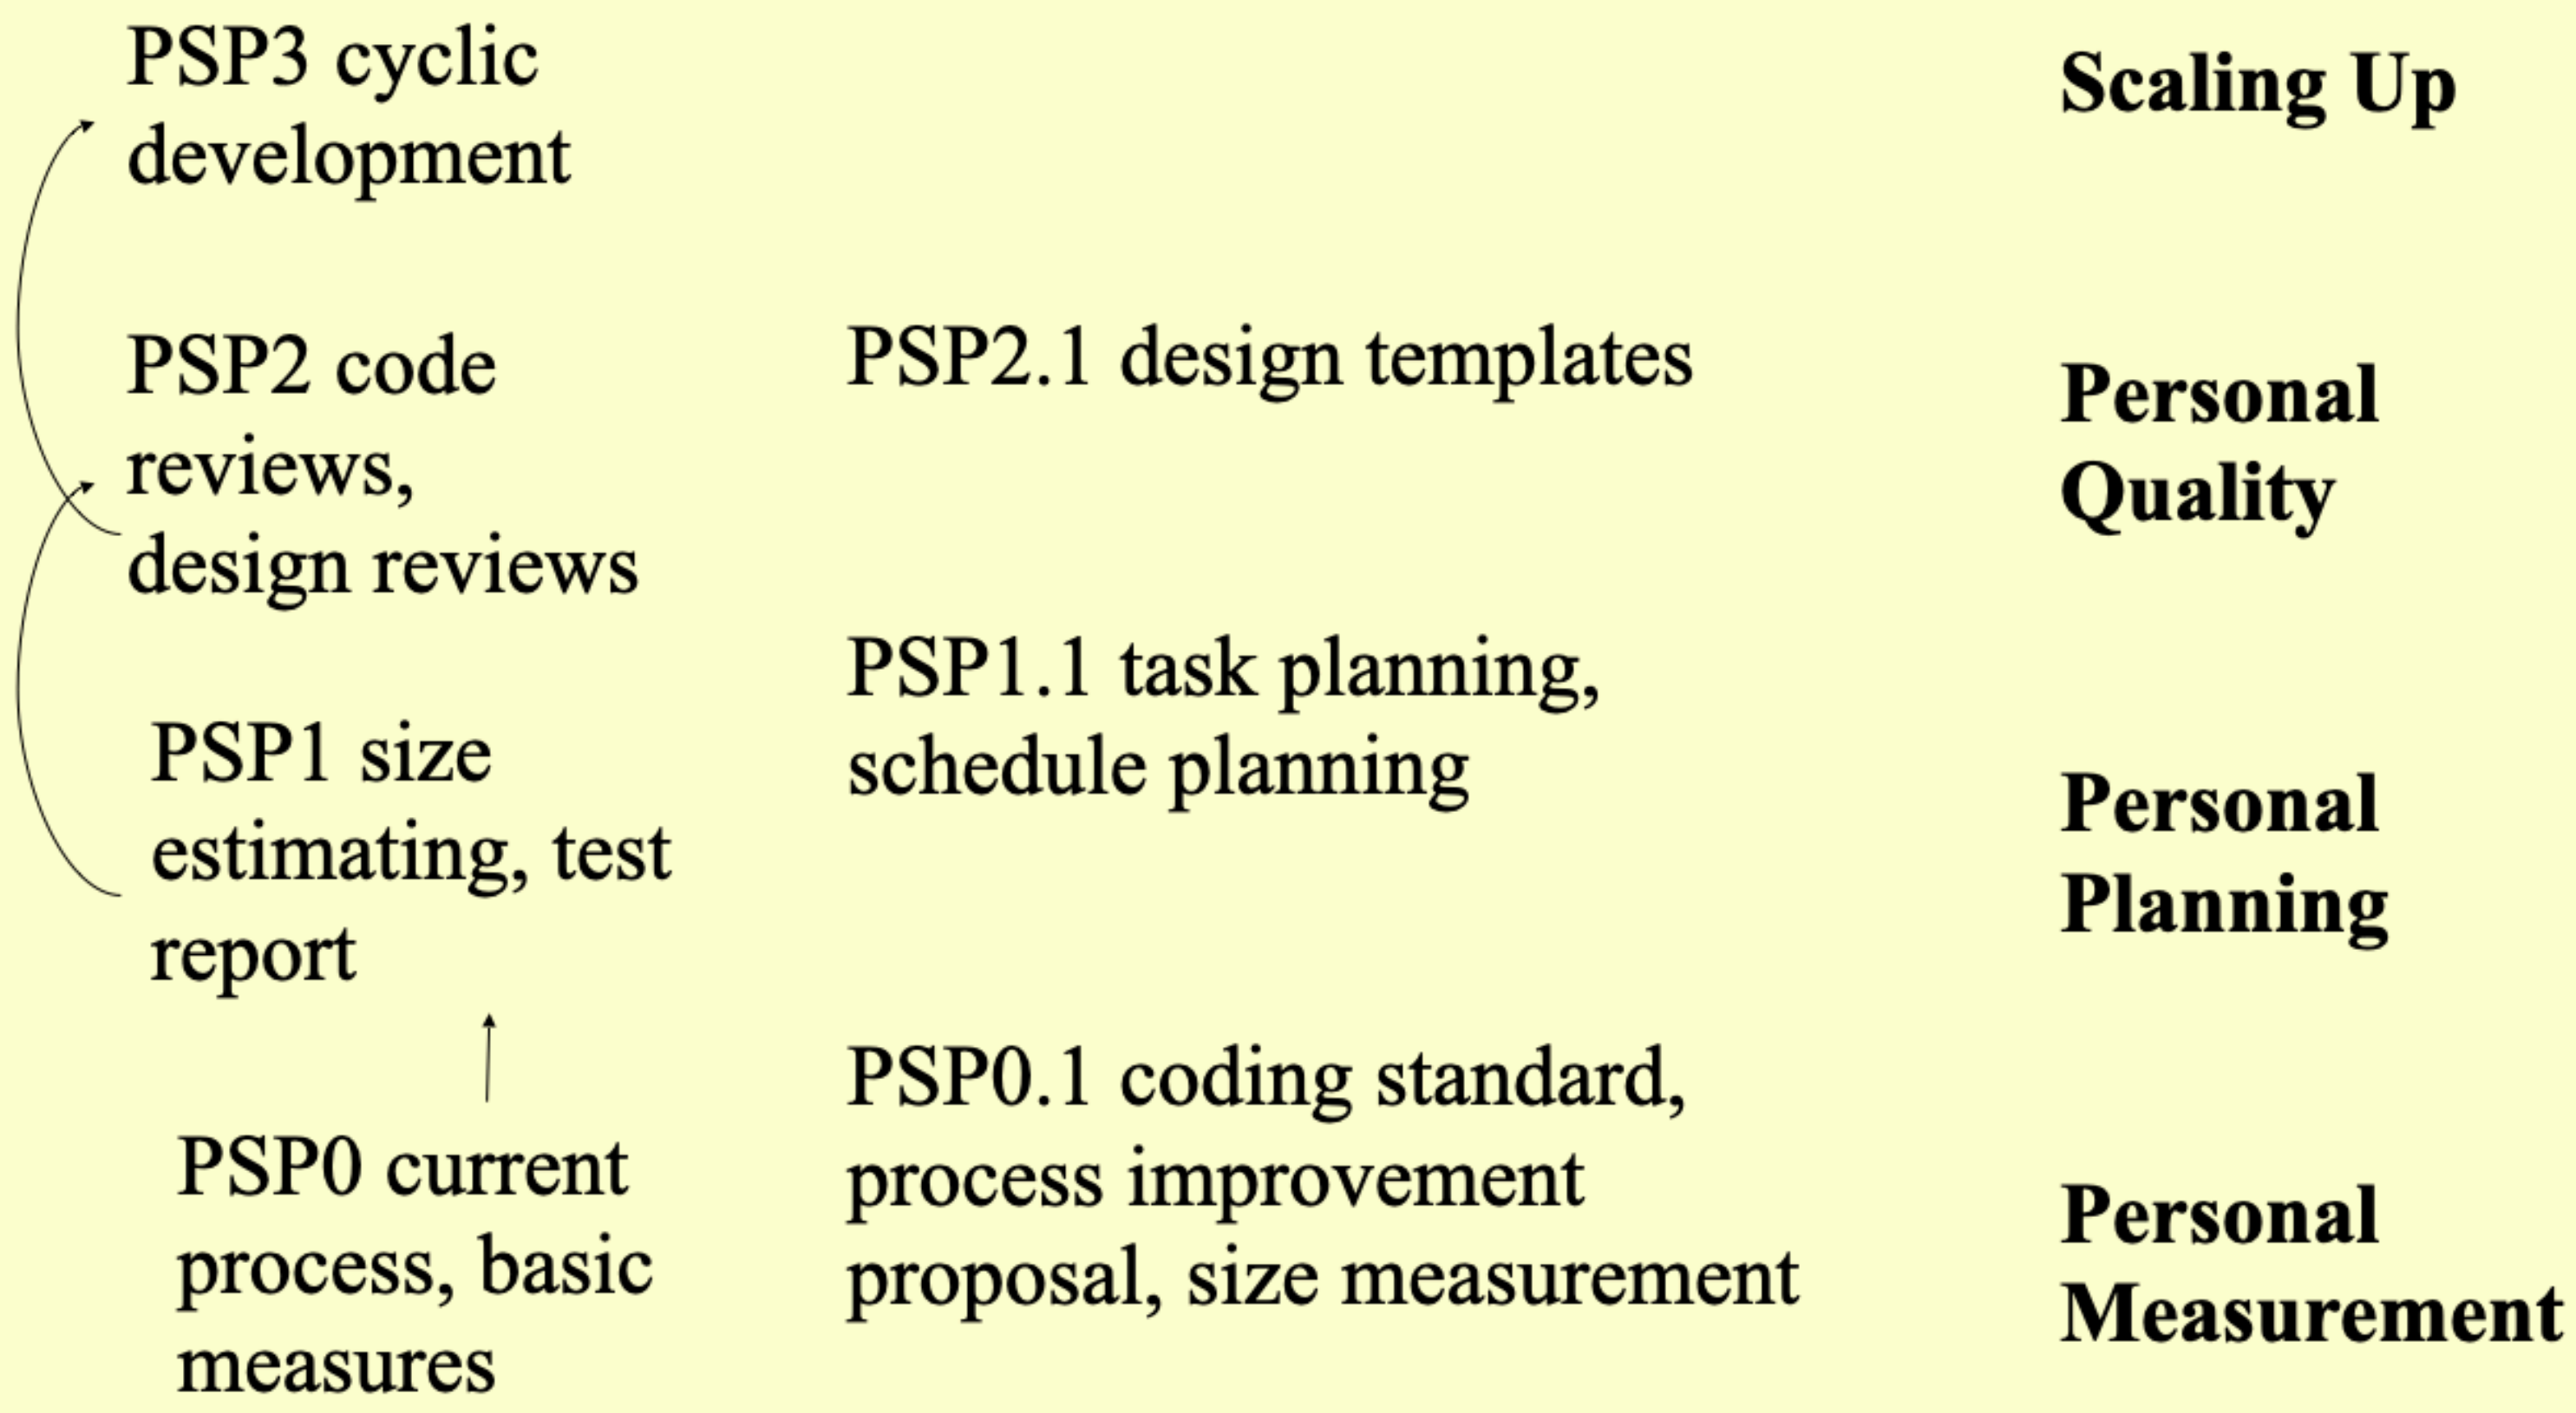 PSP3 cyclic
development
Scaling Up
PSP2 code
reviews,
design reviews
PSP2.1 design templates
Personal
Quality
PSP1 size
estimating, test
report
PSP1.1 task planning,
schedule planning
Personal
Planning
PSP0 current
process, basic
measures
PSP0.1 coding standard,
process improvement
proposal, size measurement
Personal
Measurement